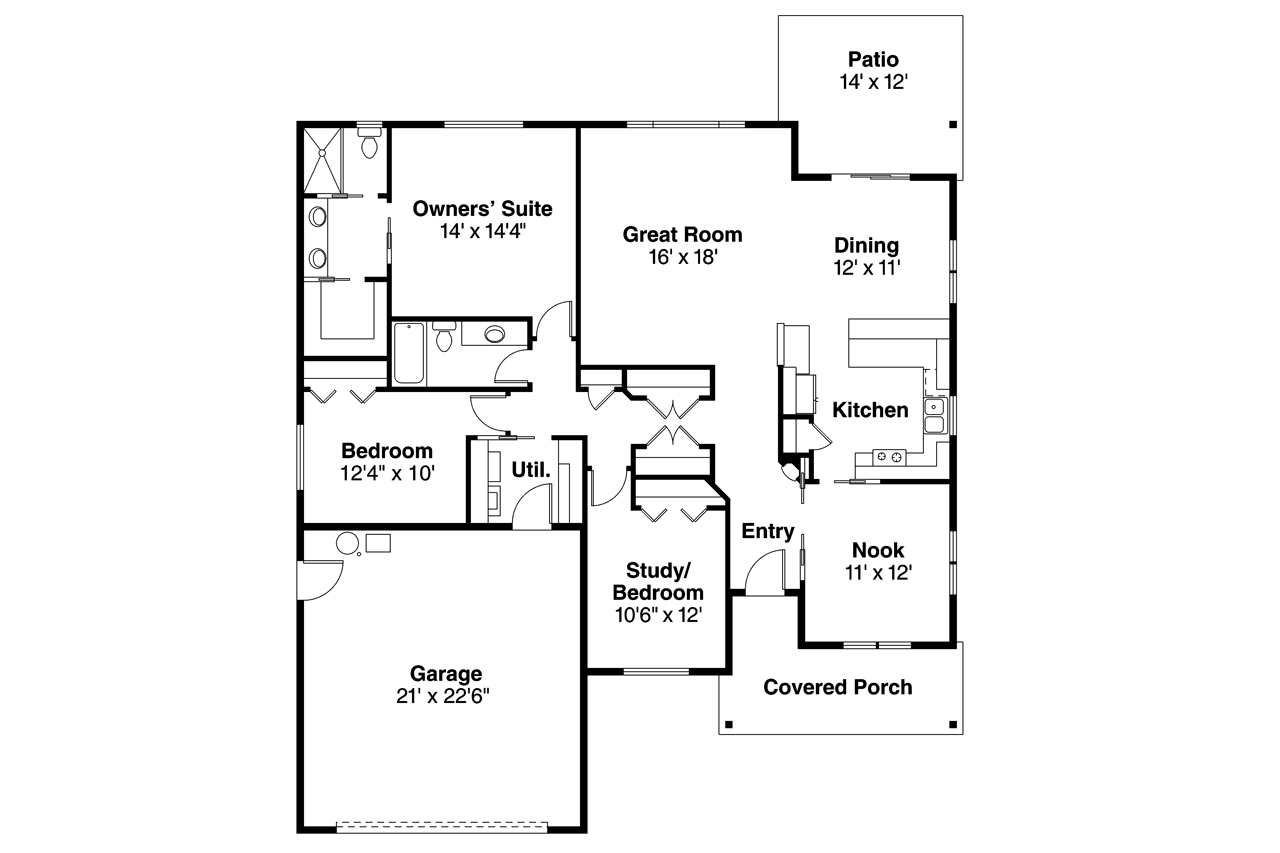 Patio
14' x 12'
Owners’ Suite
14' x 14'4"
Great Room
16' x 18'
Dining
12' x 11'
Kitchen
Bedroom
12'4" x 10'
Util.
Entry
Nook
11' x 12'
Study/
Bedroom
10'6" x 12'
Garage
21' x 22'6"
Covered Porch